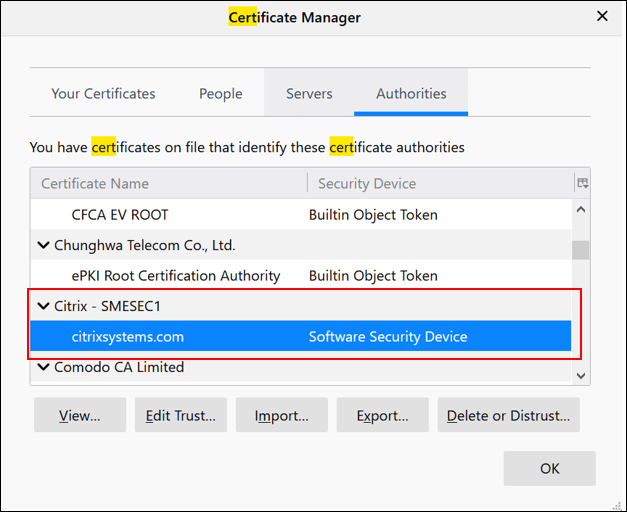 Certificate Manager
Your Certificates People Servers Authorities
You have certificates on file that identify these certificate authorities
Certificate Name Security Device
CFCA EV ROOT Builtin Object Token
Chunghwa Telecom Co., Ltd.
ePKI Root Certification Authority Builtin Object Token
Citrix - SMESEC1
citrixsystems.com Software Security Device
Comodo CA Limited
View... Edit Trust... Import... Export... Delete or Distrust...
OK